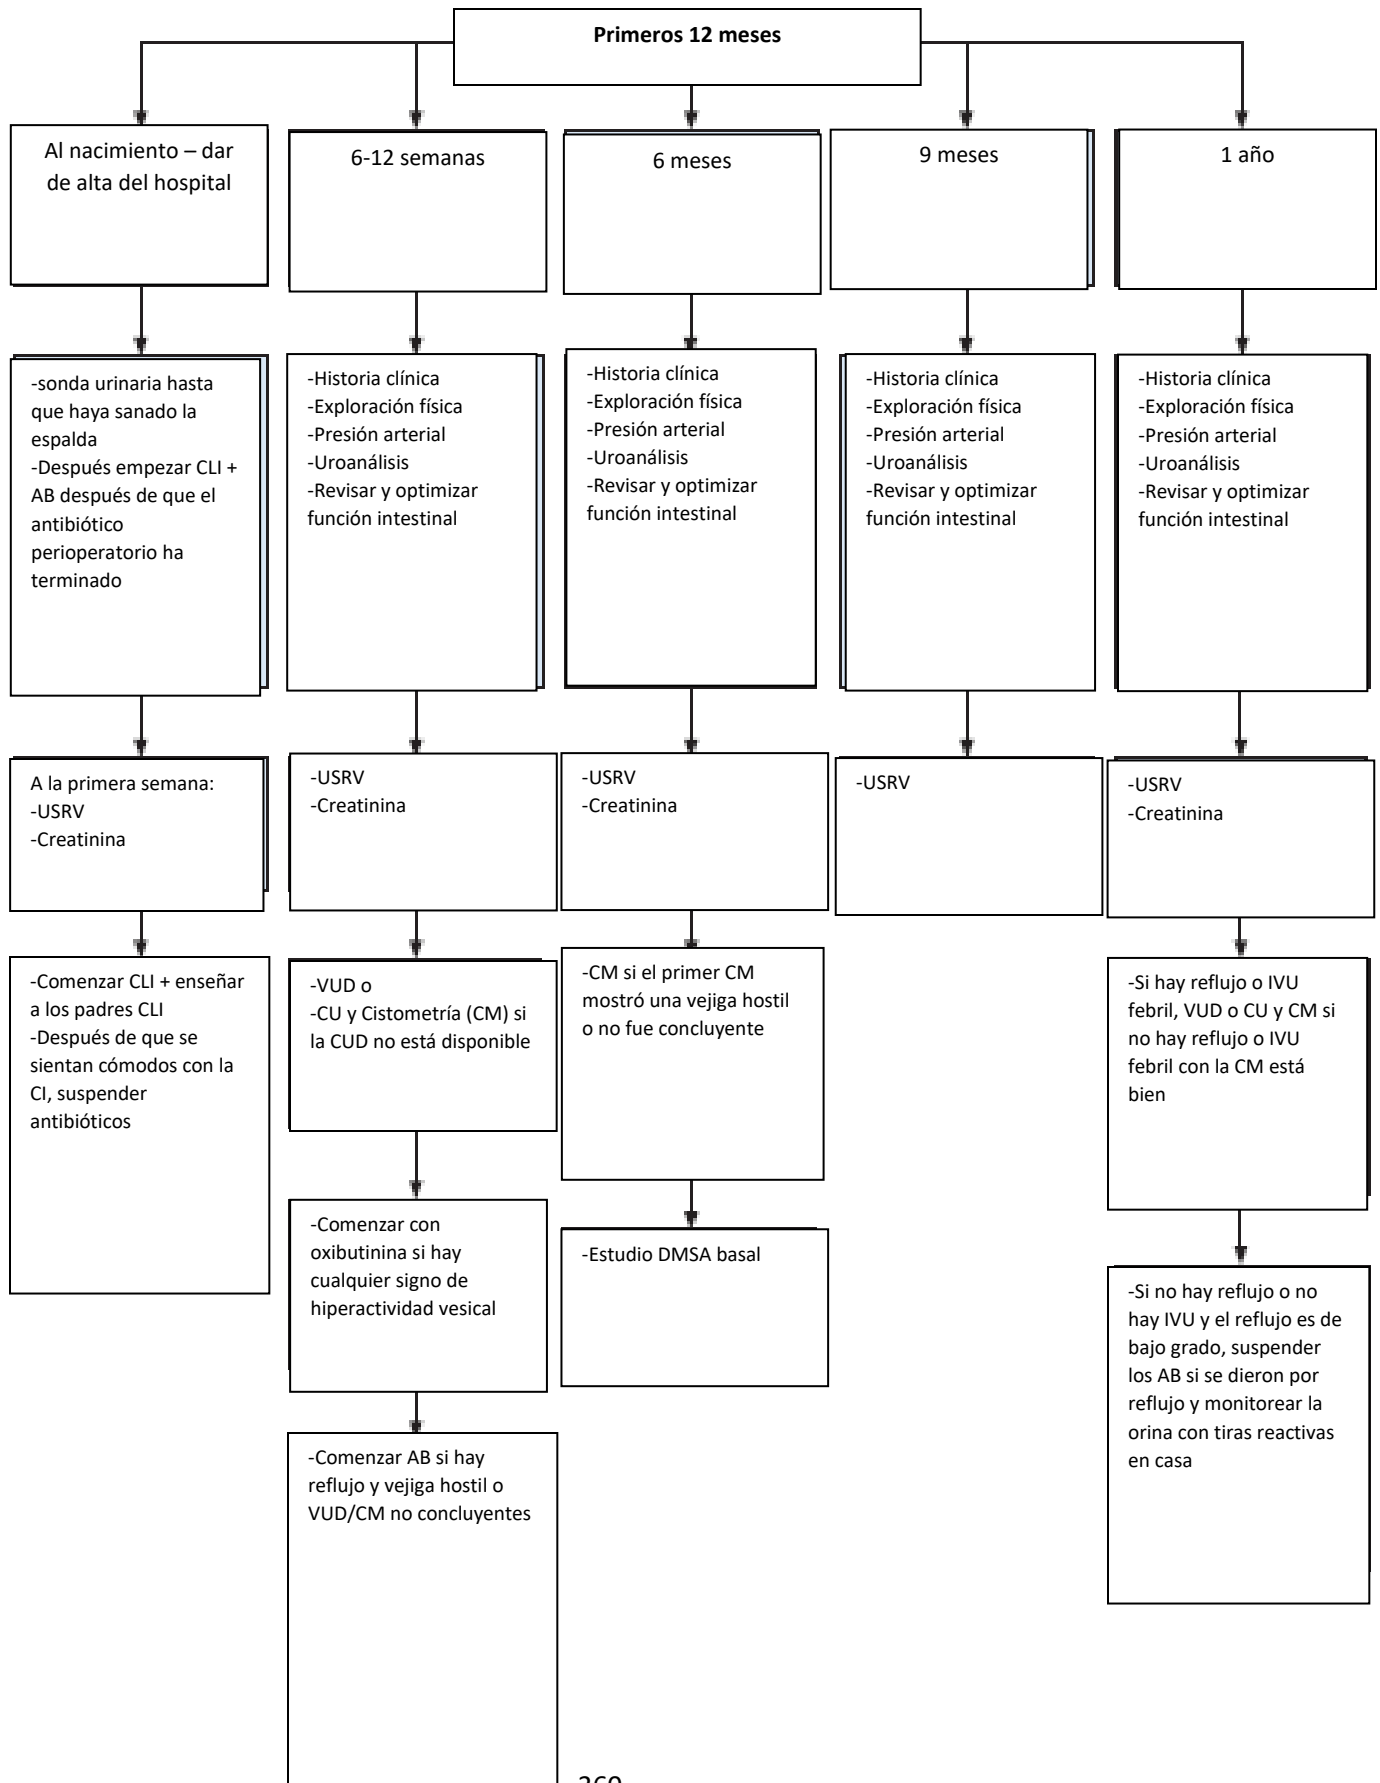 Primeros 12 meses
Al nacimiento – dar
de alta del hospital
6-12 semanas
6 meses
9 meses
1 año
-sonda urinaria hasta
que haya sanado la
espalda
-Después empezar CLI +
AB después de que el
antibiótico
perioperatorio ha
terminado
-Historia clínica
-Exploración física
-Presión arterial
-Uroanálisis
-Revisar y optimizar
función intestinal
-Historia clínica
-Exploración física
-Presión arterial
-Uroanálisis
-Revisar y optimizar
función intestinal
-Historia clínica
-Exploración física
-Presión arterial
-Uroanálisis
-Revisar y optimizar
función intestinal
-Historia clínica
-Exploración física
-Presión arterial
-Uroanálisis
-Revisar y optimizar
función intestinal
A la primera semana:
-USRV
-Creatinina
-USRV
-Creatinina
-USRV
-Creatinina
-USRV
-USRV
-Creatinina
-Comenzar CLI + enseñar
a los padres CLI
-Después de que se
sientan cómodos con la
CI, suspender
antibióticos
-VUD o
-CU y Cistometría (CM) si
la CUD no está disponible
-CM si el primer CM
mostró una vejiga hostil
o no fue concluyente
-Si hay reflujo o IVU
febril, VUD o CU y CM si
no hay reflujo o IVU
febril con la CM está
bien
-Comenzar con
oxibutinina si hay
cualquier signo de
hiperactividad vesical
-Estudio DMSA basal
-Si no hay reflujo o no
hay IVU y el reflujo es de
bajo grado, suspender
los AB si se dieron por
reflujo y monitorear la
orina con tiras reactivas
en casa
-Comenzar AB si hay
reflujo y vejiga hostil o
VUD/CM no concluyentes